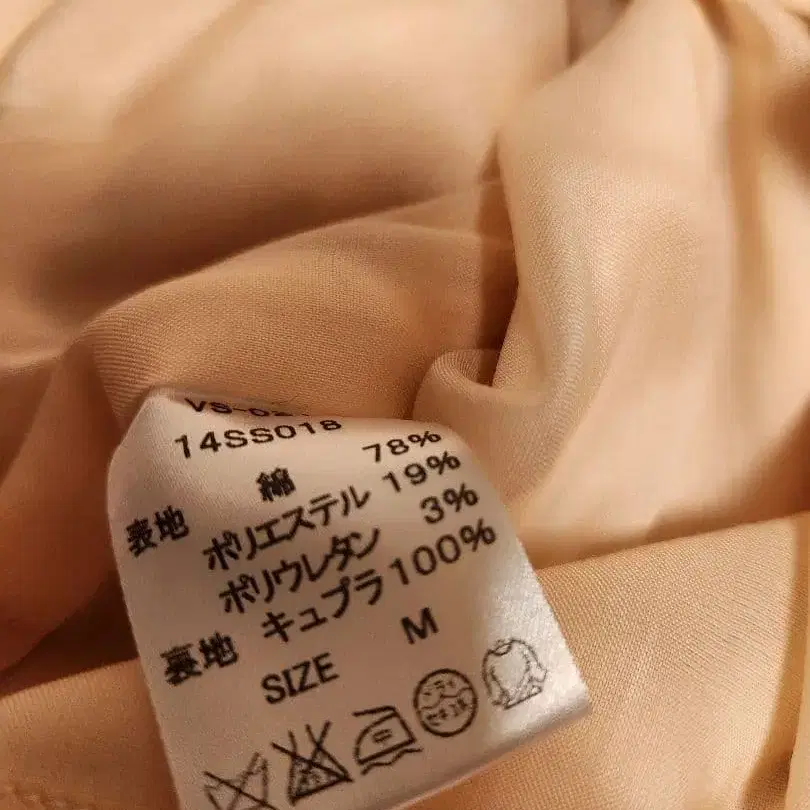 14SS018
表地 綿 78%
ポリエステル 19%
ポリウレタン 3%
裏地 キュプラ 100%
SIZE M
中